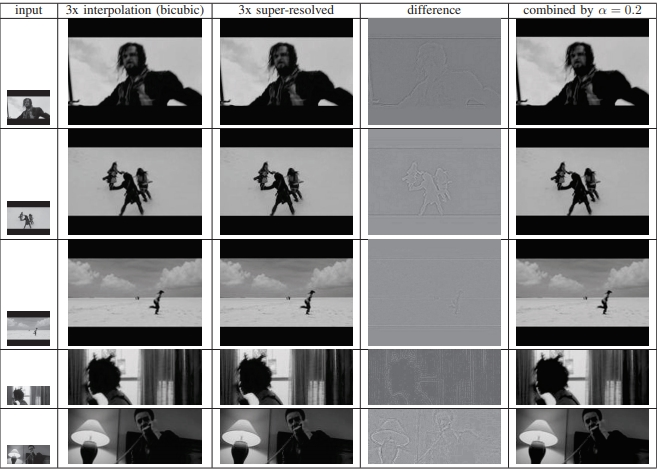 input 3x interpolation (bicubic) 3x super-resolved difference combined by α = 0.2